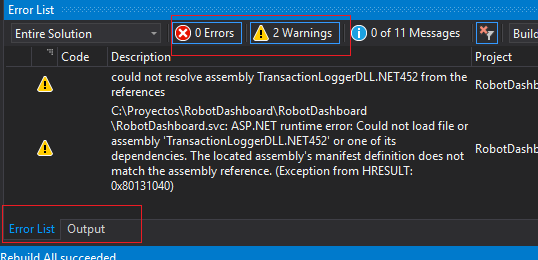 Error List
Entire Solution
0 Errors
2 Warnings
0 of 11 Messages
Buil
Code
Description
Project
could not resolve assembly TransactionLoggerDLL.NET452 from the
references
RobotDashb
C:\Proyectos\RobotDashboard\RobotDashboard
\RobotDashboard.svc: ASP.NET runtime error: Could not load file or
assembly 'TransactionLoggerDLL.NET452' or one of its
dependencies. The located assembly's manifest definition does not
match the assembly reference. (Exception from HRESULT:
0x80131040)
RobotDashb
Error List
Output
Rebuild All succeeded